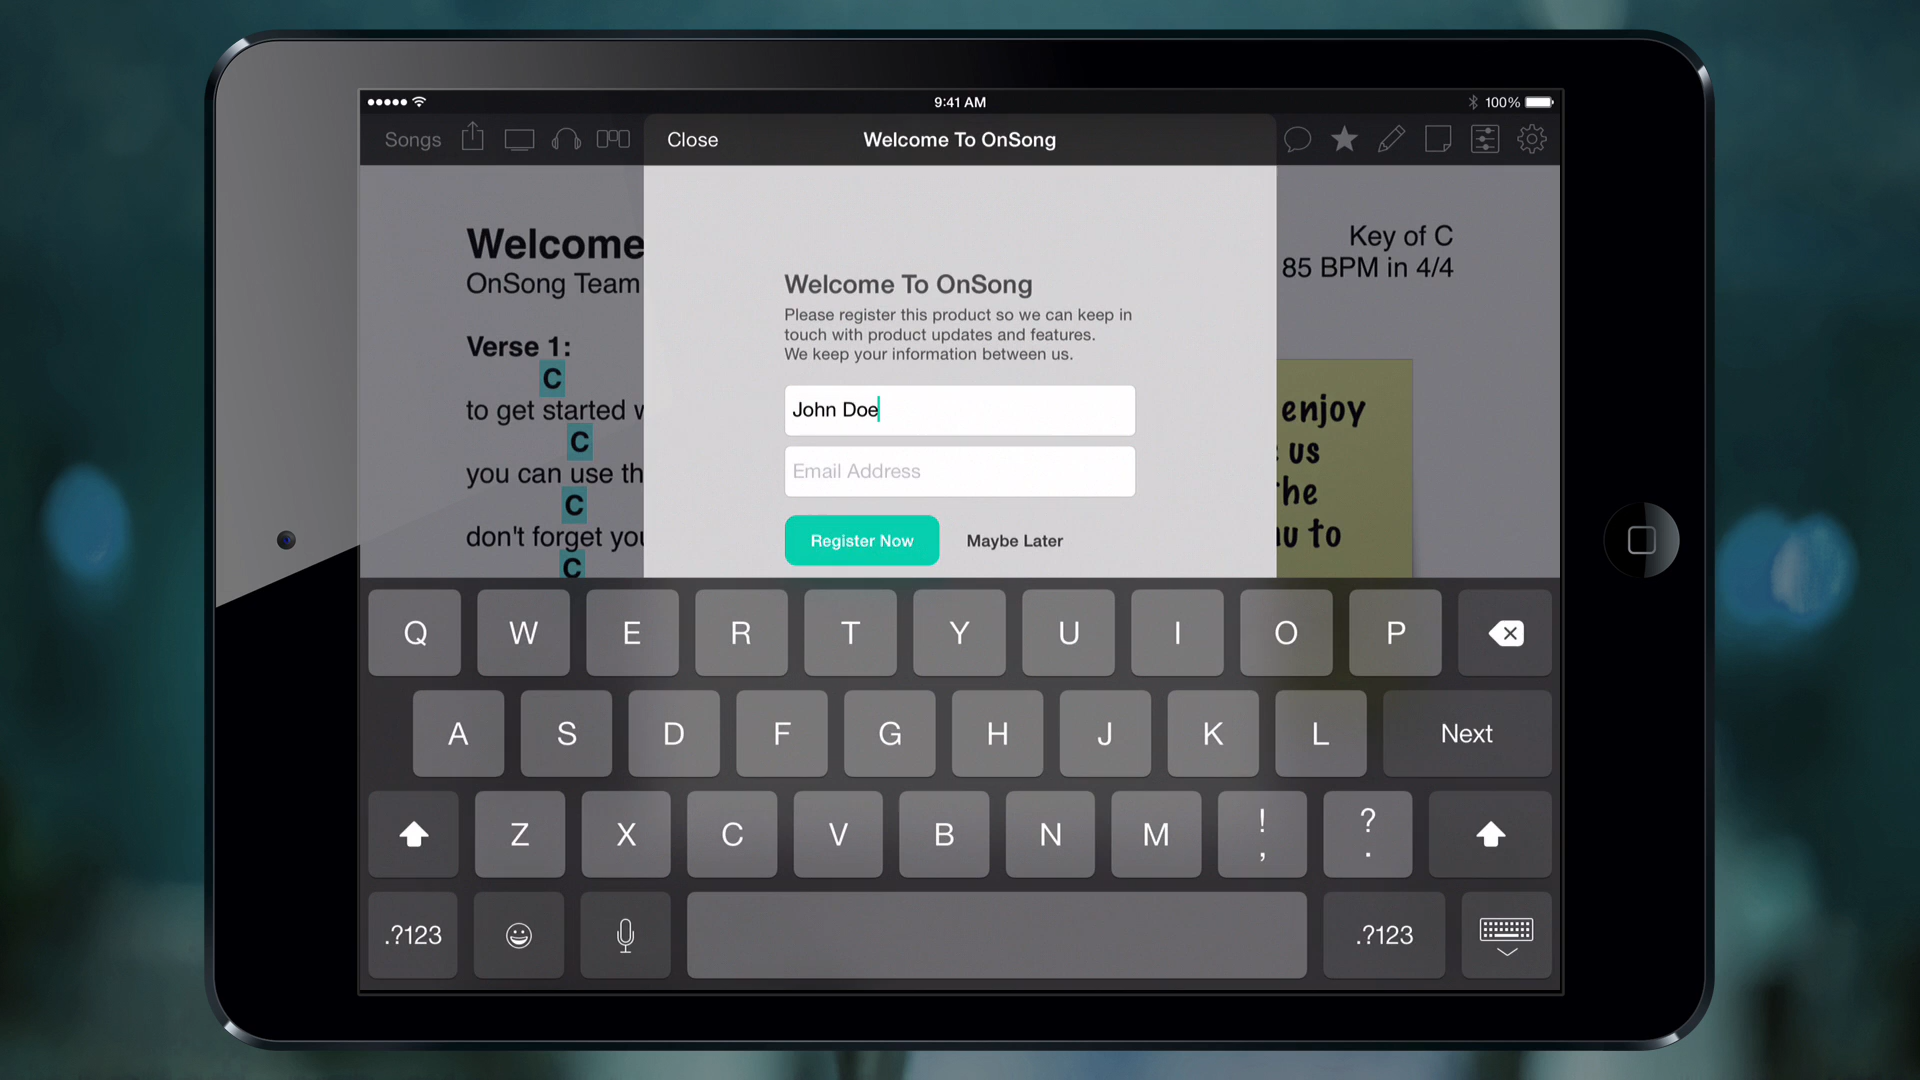 9:41 AM
100%
Songs
Close
Welcome To OnSong
Welcome
OnSong Team
Key of C
85 BPM in 4/4
Verse 1:
C
to get started
C
you can use
C
don't forget
C
Welcome To OnSong
Please register this product so we can keep in
touch with product updates and features.
We keep your information between us.
John Doe
Email Address
Register Now
Maybe Later
enjoy
us
to
Q W E R T Y U I O P
A S D F G H J K L Next
Z X C V B N M ! , ? .
.?123
.?123